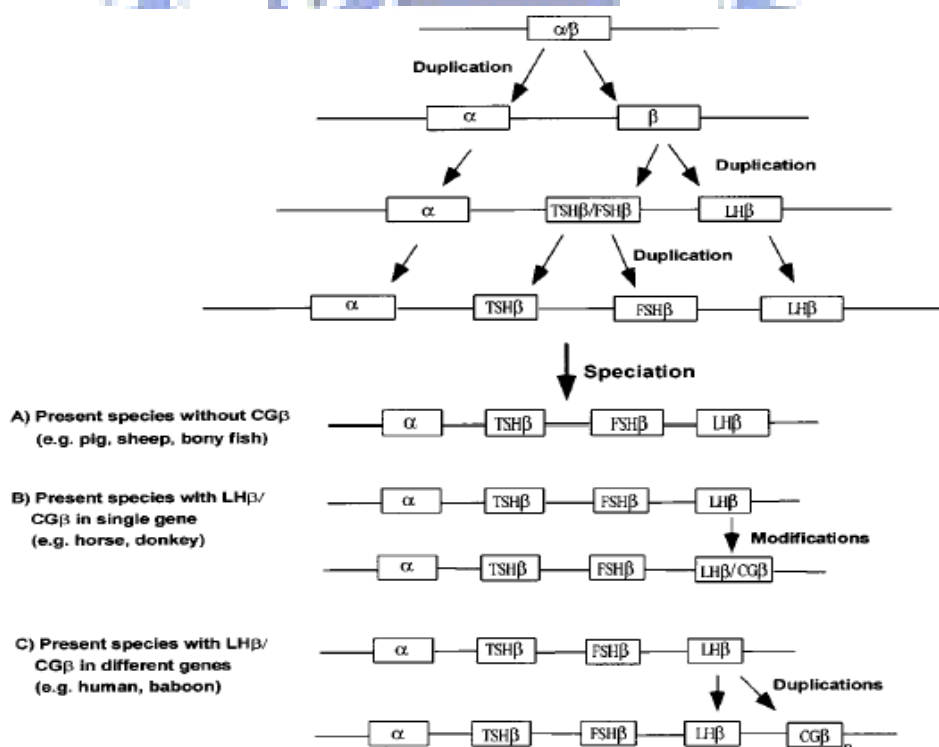 α/β
Duplication
α β
Duplication
α TSHβ/FSHβ LHβ
Duplication
α TSHβ FSHβ LHβ
Speciation
A) Present species without CGβ
(e.g. pig, sheep, bony fish)
α TSHβ FSHβ LHβ
B) Present species with LHβ/
CGβ in single gene
(e.g. horse, donkey)
α TSHβ FSHβ LHβ
Modifications
α TSHβ FSHβ LHβ/CGβ
C) Present species with LHβ/
CGβ in different genes
(e.g. human, baboon)
α TSHβ FSHβ LHβ
Duplications
α TSHβ FSHβ LHβ CGβ